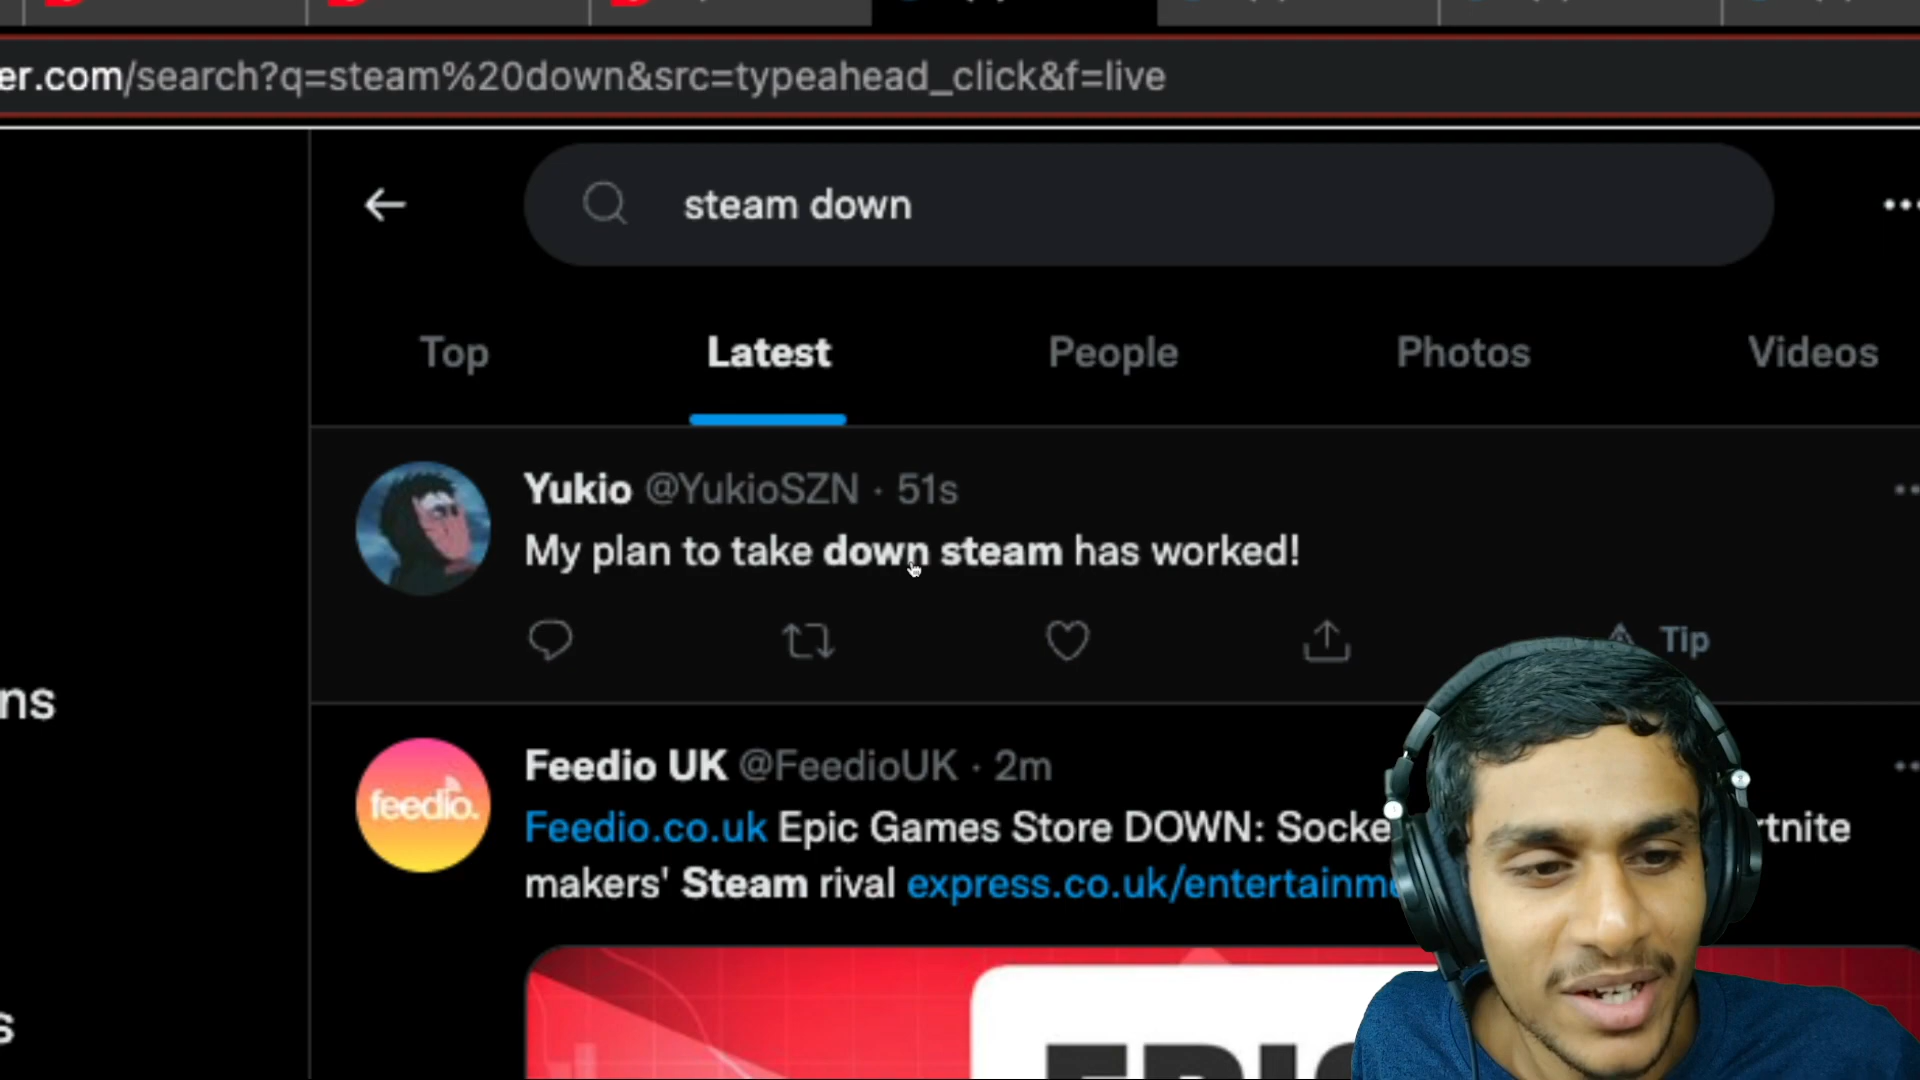 er.com/search?q=steam%20down&src=typeahead_click&f=live
steam down
Top Latest People Photos Videos
Yukio @YukioSZN · 51s
My plan to take down steam has worked!
Tip
ns
Feedio UK @FeedioUK · 2m
feedio.
Feedio.co.uk Epic Games Store DOWN: Socke rtnite
makers' Steam rival express.co.uk/entertainme
s